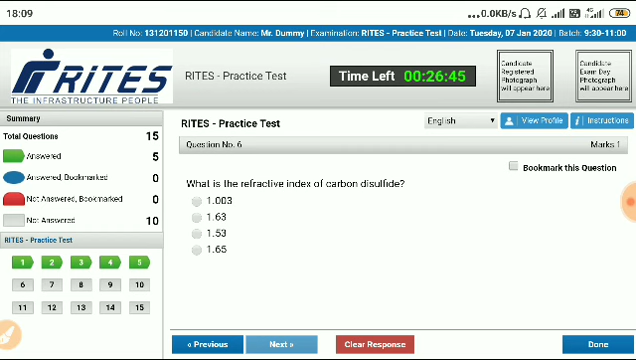 18:09
...0.0KB/s 4G 74
Roll No: 131201150 | Candidate Name: Mr. Dummy | Examination: RITES - Practice Test | Date: Tuesday, 07 Jan 2020 | Batch: 9:30-11:00
RITES
THE INFRASTRUCTURE PEOPLE
RITES - Practice Test
Time Left 00:26:45
Candidate Registered Photograph will appear here
Candidate Exam Day Photograph will appear here
Summary
Total Questions 15
Answered 5
Answered, Bookmarked 0
Not Answered, Bookmarked 0
Not Answered 10
RITES - Practice Test
1 2 3 4 5
6 7 8 9 10
11 12 13 14 15
RITES - Practice Test
English View Profile Instructions
Question No. 6 Marks 1
Bookmark this Question
What is the refractive index of carbon disulfide?
1.003
1.63
1.53
1.65
« Previous Next » Clear Response Done